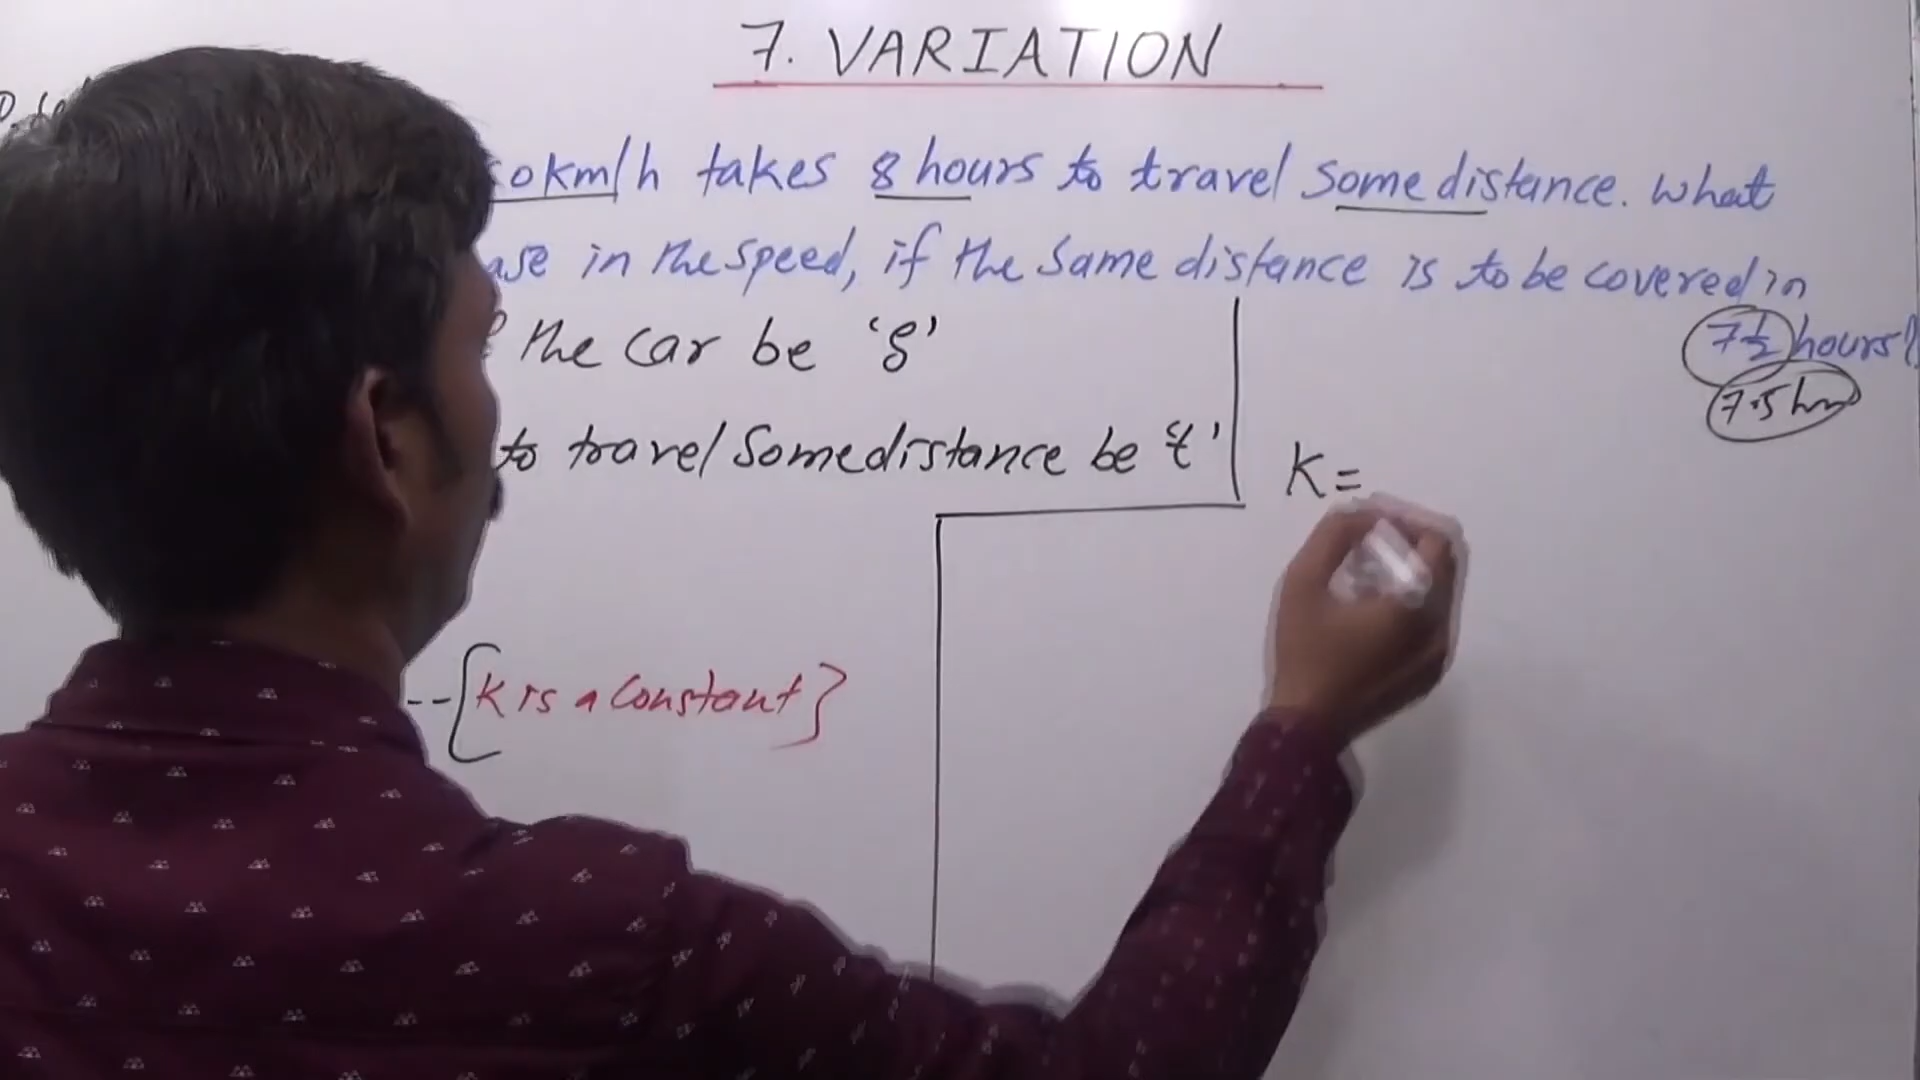 7. VARIATION
0 km/h takes 8 hours to travel some distance. what
ase in the speed, if the same distance is to be covered in
7½ hours?
7.5 hrs
the car be 's'
to travel some distance be 't'
K =
--[K is a constant}